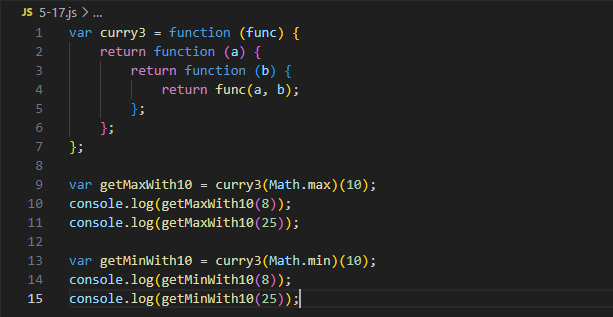 JS 5-17.js > ...
1 var curry3 = function (func) {
2     return function (a) {
3         return function (b) {
4             return func(a, b);
5         };
6     };
7 };
8
9 var getMaxWith10 = curry3(Math.max)(10);
10 console.log(getMaxWith10(8));
11 console.log(getMaxWith10(25));
12
13 var getMinWith10 = curry3(Math.min)(10);
14 console.log(getMinWith10(8));
15 console.log(getMinWith10(25));